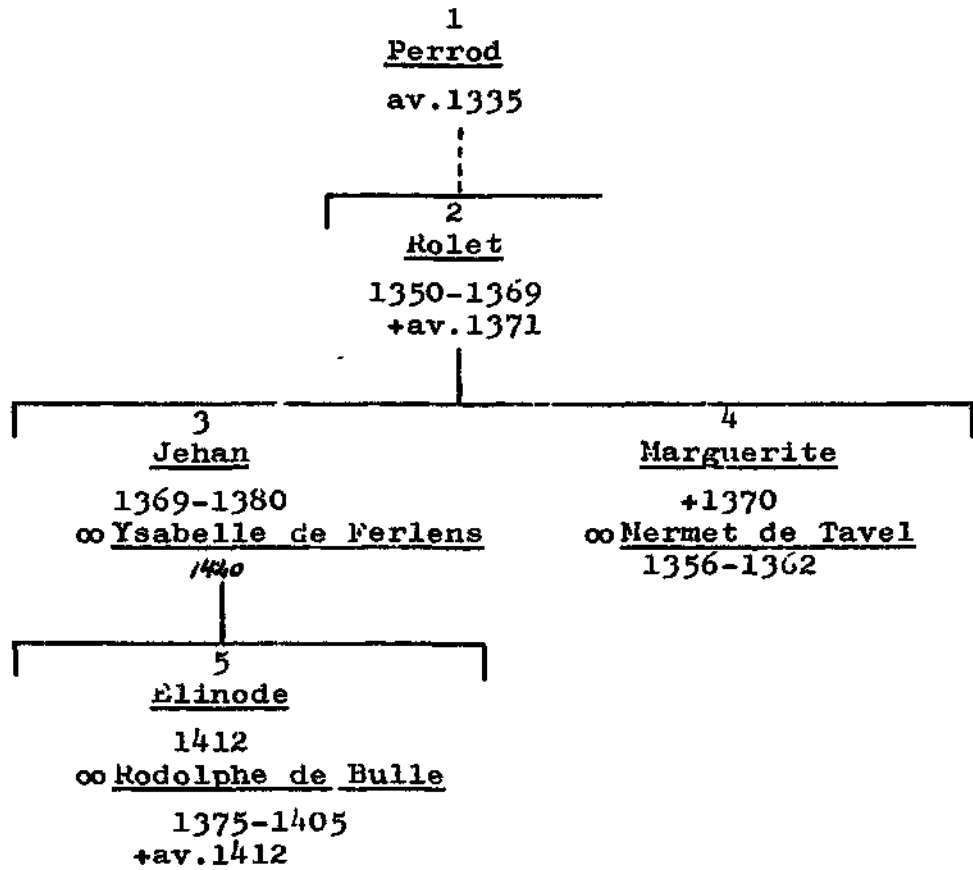 1
Perrod
av.1335
2
Rolet
1350-1369
+av.1371
3
Jehan
1369-1380
∞ Ysabelle de Ferlens
1440
4
Marguerite
+1370
∞ Mermet de Tavel
1356-1362
5
Elinode
1412
∞ Rodolphe de Bulle
1375-1405
+av.1412